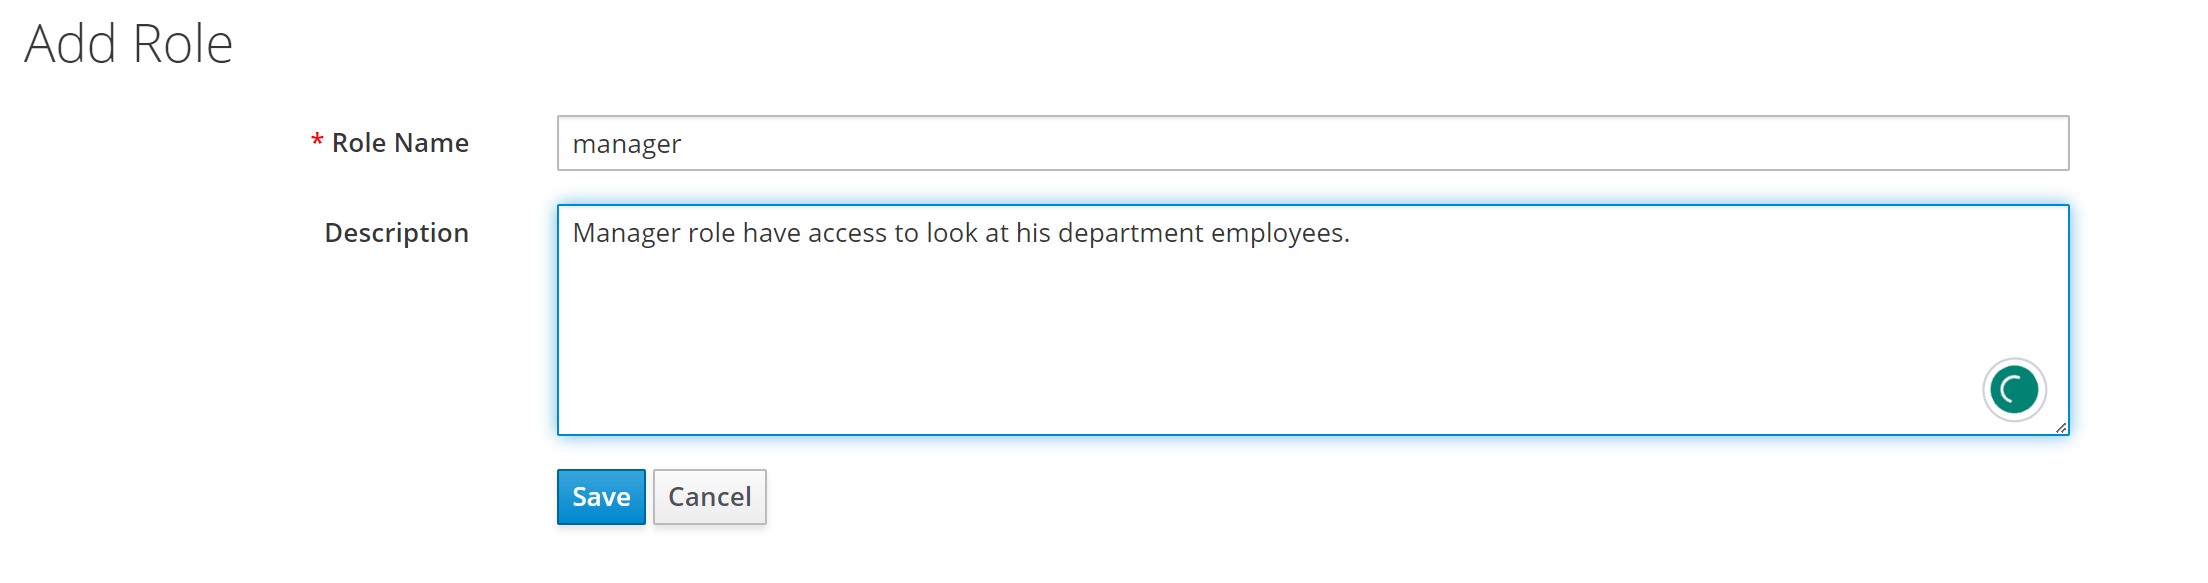 Add Role
* Role Name
manager
Description
Manager role have access to look at his department employees.
Save Cancel